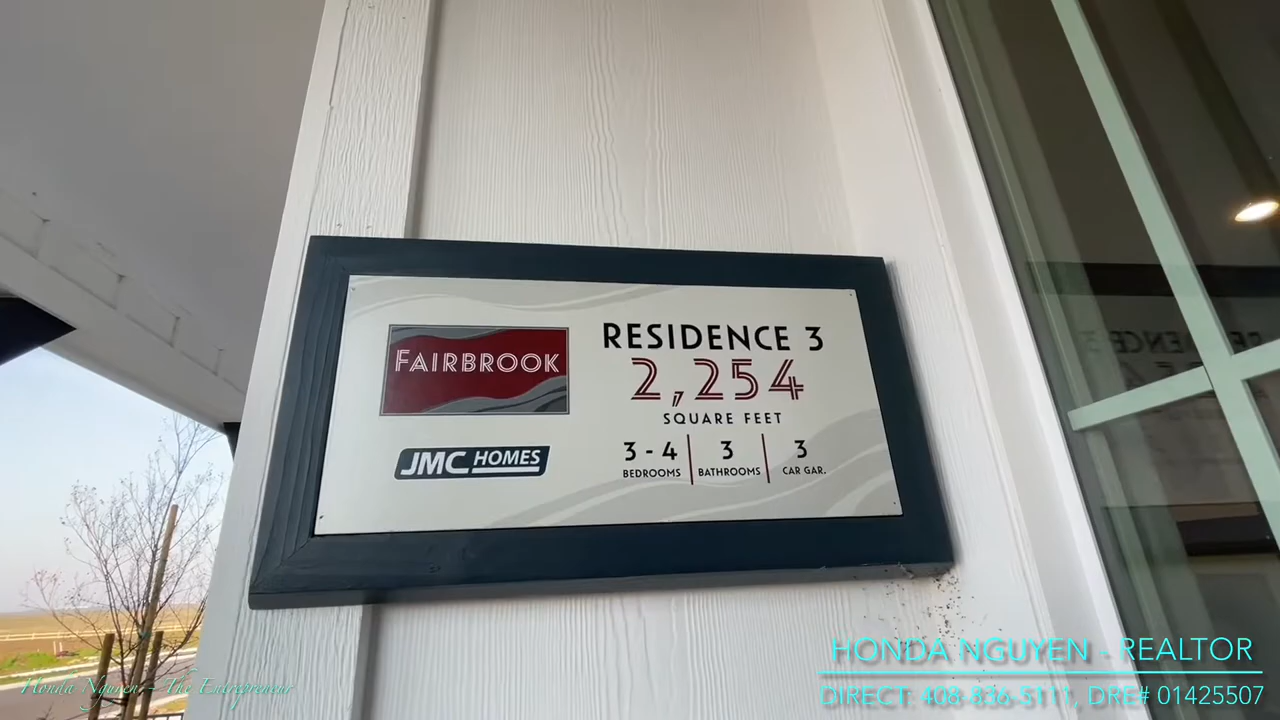 FAIRBROOK
JMC HOMES
RESIDENCE 3
2,254
SQUARE FEET
3 - 4 3 3
BEDROOMS BATHROOMS CAR GAR.
HONDA NGUYEN - REALTOR
DIRECT: 408-836-5111, DRE# 01425507
Honda Nguyen - The Entrepreneur